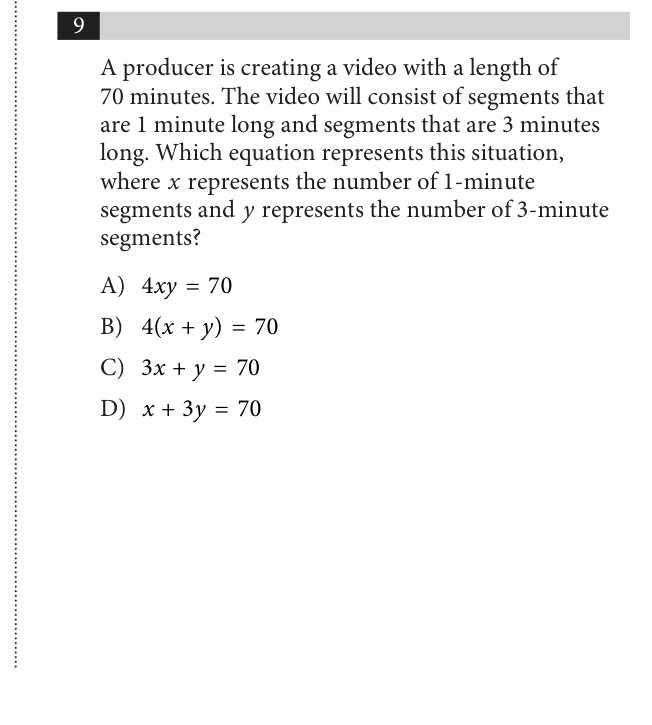 9
A producer is creating a video with a length of
70 minutes. The video will consist of segments that
are 1 minute long and segments that are 3 minutes
long. Which equation represents this situation,
where x represents the number of 1-minute
segments and y represents the number of 3-minute
segments?
A) 4xy = 70
B) 4(x + y) = 70
C) 3x + y = 70
D) x + 3y = 70